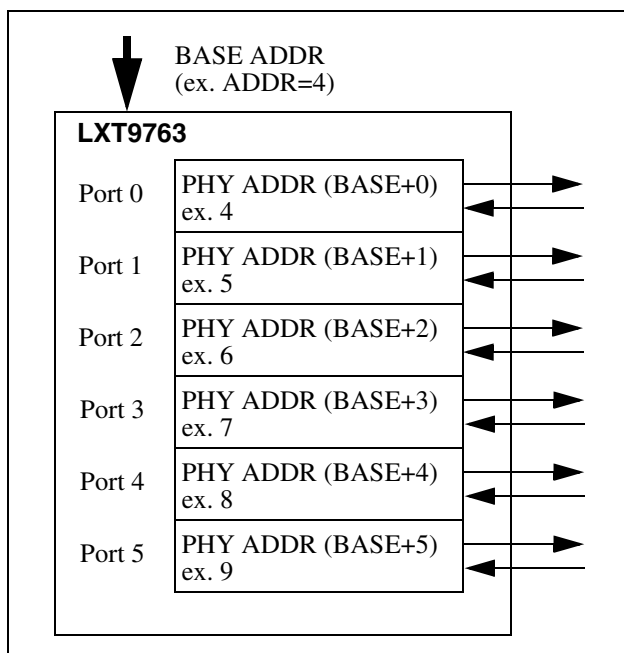 BASE ADDR
(ex. ADDR=4)
LXT9763
Port 0
PHY ADDR (BASE+0)
ex. 4
Port 1
PHY ADDR (BASE+1)
ex. 5
Port 2
PHY ADDR (BASE+2)
ex. 6
Port 3
PHY ADDR (BASE+3)
ex. 7
Port 4
PHY ADDR (BASE+4)
ex. 8
Port 5
PHY ADDR (BASE+5)
ex. 9